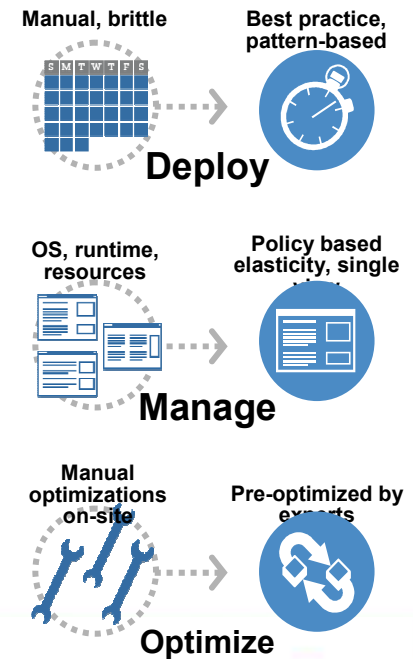 Manual, brittle
Best practice,
pattern-based
S M T W T F S
Deploy
OS, runtime,
resources
Policy based
elasticity, single
view
Manage
Manual
optimizations
on-site
Pre-optimized by
experts
Optimize